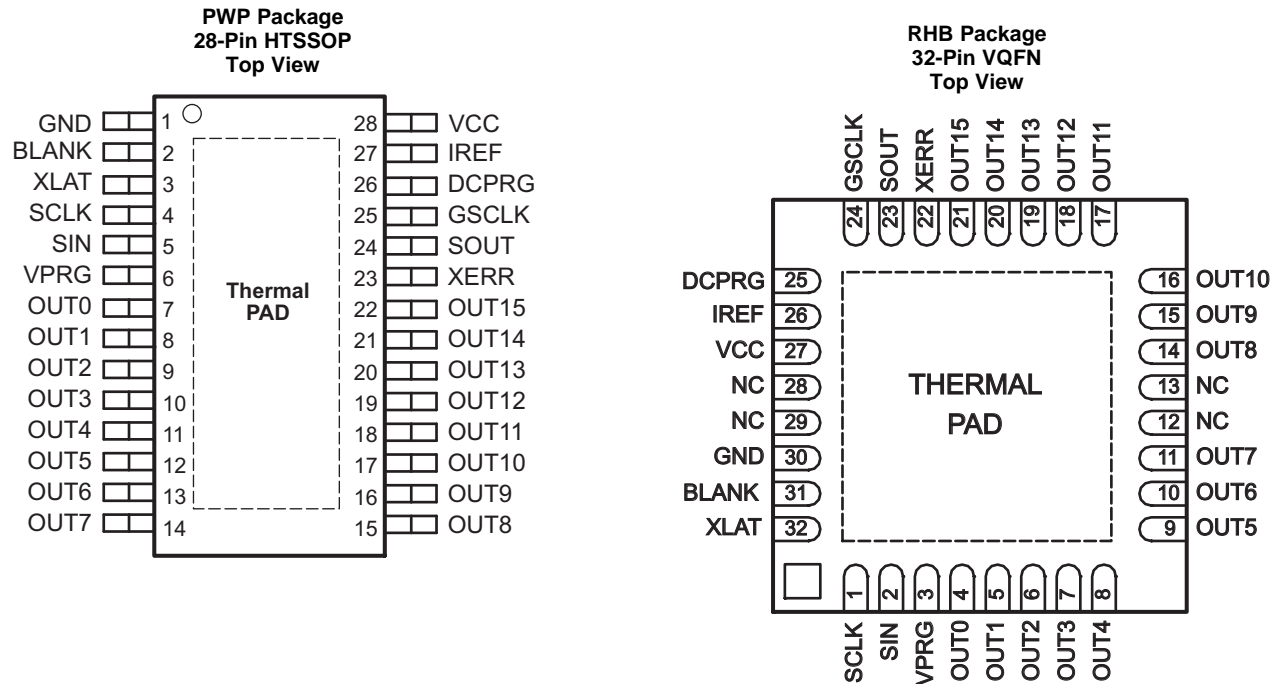 PWP Package
28-Pin HTSSOP
Top View
GND 1 28 VCC
BLANK 2 27 IREF
XLAT 3 26 DCPRG
SCLK 4 25 GSCLK
SIN 5 24 SOUT
VPRG 6 23 XERR
OUT0 7 22 OUT15
OUT1 8 21 OUT14
OUT2 9 20 OUT13
OUT3 10 19 OUT12
OUT4 11 18 OUT11
OUT5 12 17 OUT10
OUT6 13 16 OUT9
OUT7 14 15 OUT8
Thermal
PAD
RHB Package
32-Pin VQFN
Top View
GSCLK SOUT XERR OUT15 OUT14 OUT13 OUT12 OUT11
24 23 22 21 20 19 18 17
DCPRG 25 16 OUT10
IREF 26 15 OUT9
VCC 27 14 OUT8
NC 28 13 NC
NC 29 12 NC
GND 30 11 OUT7
BLANK 31 10 OUT6
XLAT 32 9 OUT5
THERMAL
PAD
1 2 3 4 5 6 7 8
SCLK SIN VPRG OUT0 OUT1 OUT2 OUT3 OUT4